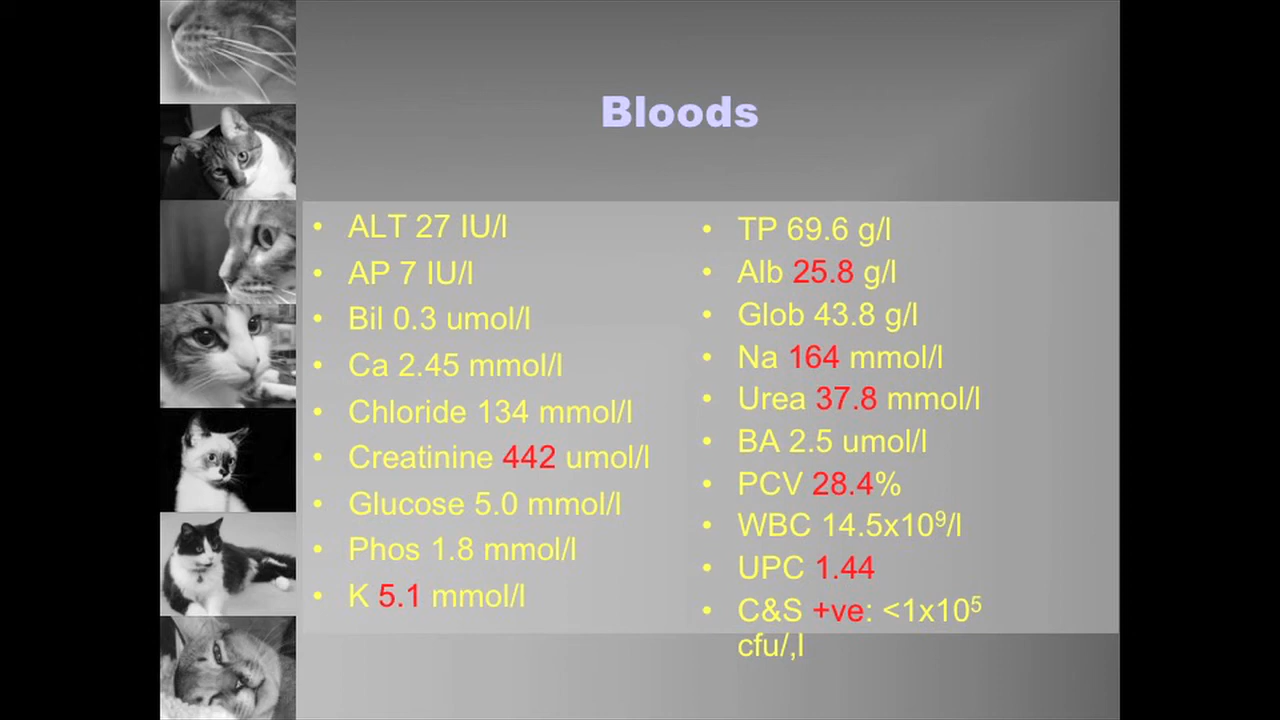 Bloods
• ALT 27 IU/l
• AP 7 IU/l
• Bil 0.3 umol/l
• Ca 2.45 mmol/l
• Chloride 134 mmol/l
• Creatinine 442 umol/l
• Glucose 5.0 mmol/l
• Phos 1.8 mmol/l
• K 5.1 mmol/l
• TP 69.6 g/l
• Alb 25.8 g/l
• Glob 43.8 g/l
• Na 164 mmol/l
• Urea 37.8 mmol/l
• BA 2.5 umol/l
• PCV 28.4%
• WBC 14.5x10⁹/l
• UPC 1.44
• C&S +ve: <1x10⁵
cfu/,l